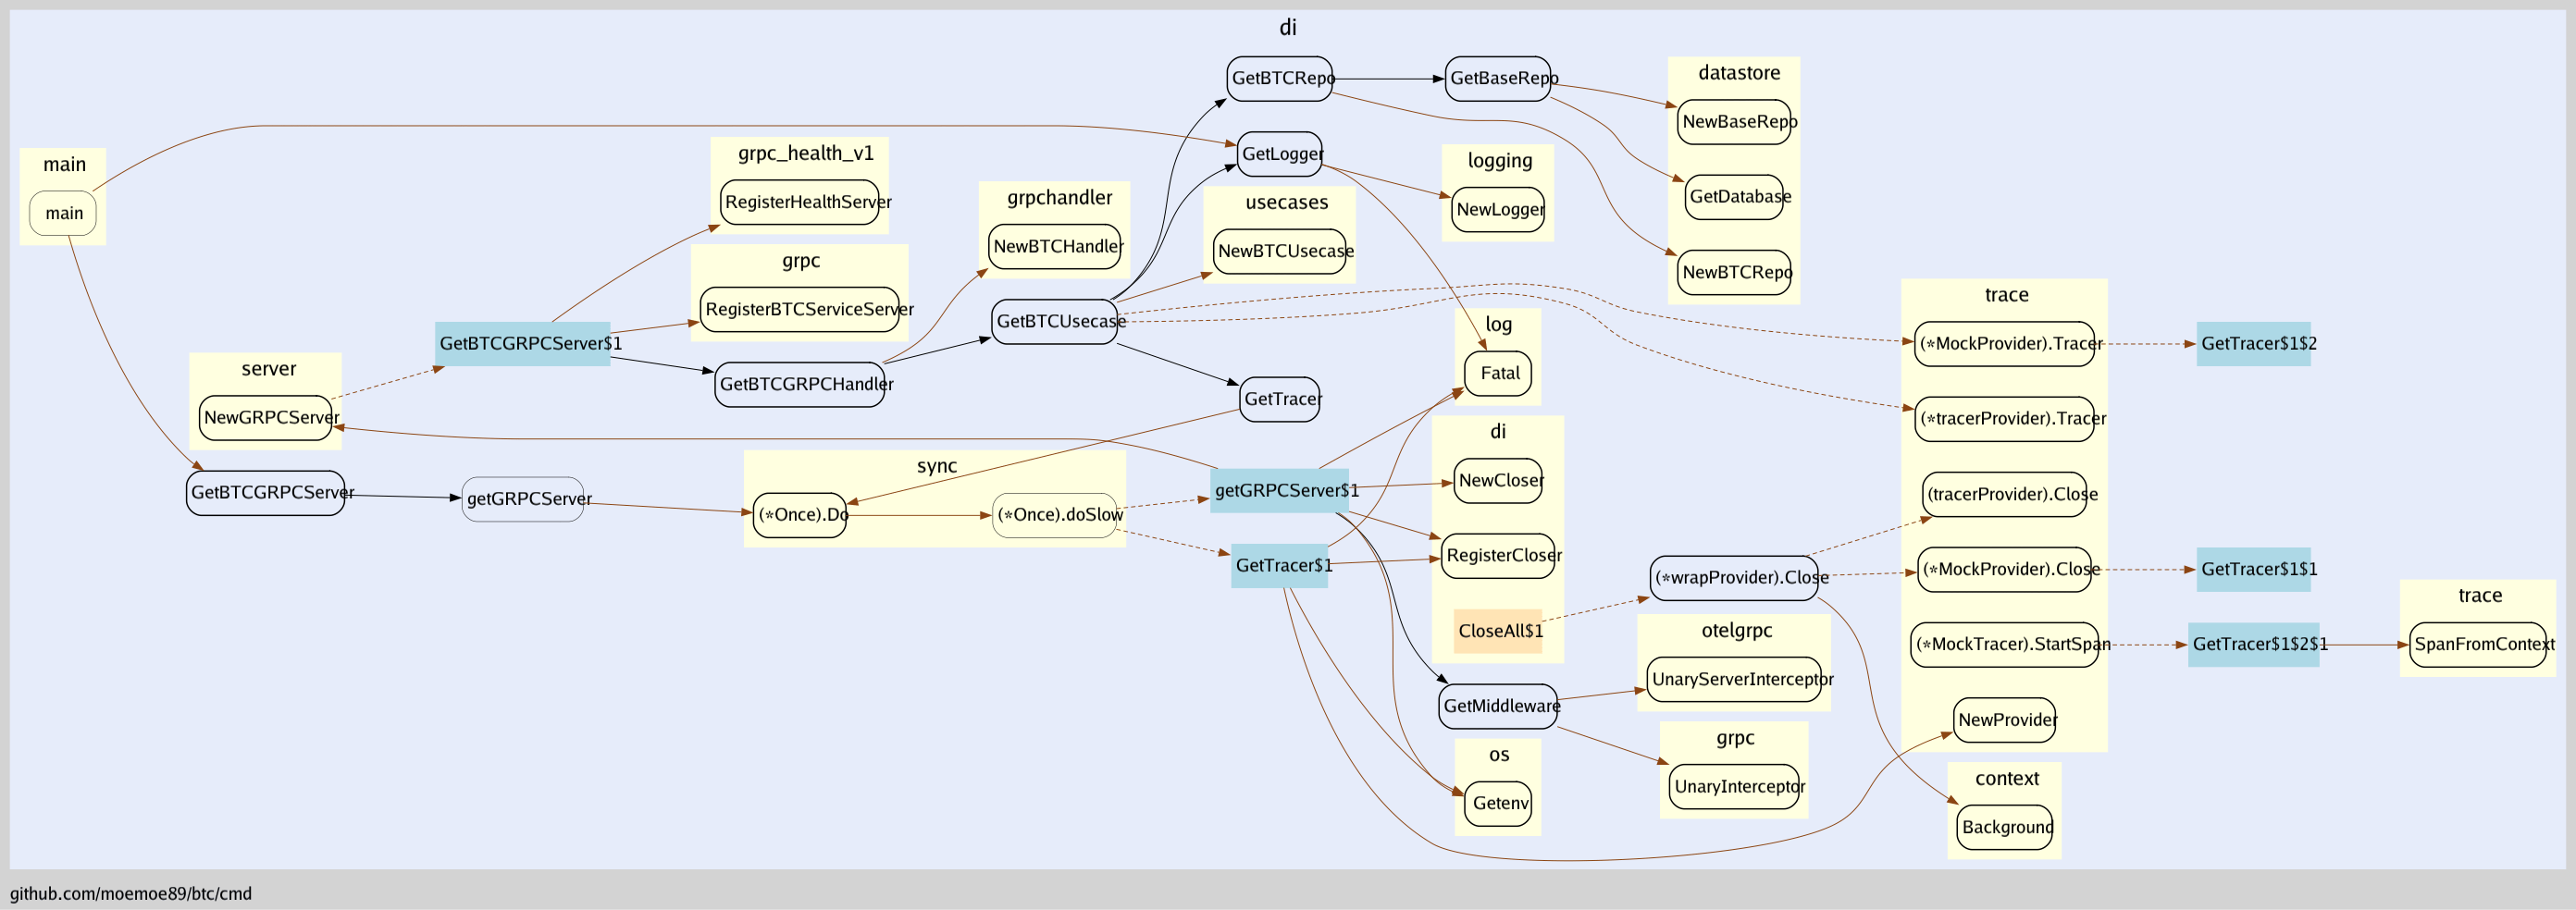 di
main
main
server
NewGRPCServer
GetBTCGRPCServer
GetBTCGRPCServer$1
getGRPCServer
grpc_health_v1
RegisterHealthServer
grpc
RegisterBTCServiceServer
GetBTCGRPCHandler
sync
(*Once).Do
(*Once).doSlow
grpchandler
NewBTCHandler
GetBTCUsecase
GetBTCRepo
GetLogger
usecases
NewBTCUsecase
GetTracer
getGRPCServer$1
GetTracer$1
GetBaseRepo
logging
NewLogger
log
Fatal
di
NewCloser
RegisterCloser
CloseAll$1
GetMiddleware
os
Getenv
datastore
NewBaseRepo
GetDatabase
NewBTCRepo
(*wrapProvider).Close
otelgrpc
UnaryServerInterceptor
grpc
UnaryInterceptor
trace
(*MockProvider).Tracer
(*tracerProvider).Tracer
(tracerProvider).Close
(*MockProvider).Close
(*MockTracer).StartSpan
NewProvider
context
Background
GetTracer$1$2
GetTracer$1$1
GetTracer$1$2$1
trace
SpanFromContext
github.com/moemoe89/btc/cmd